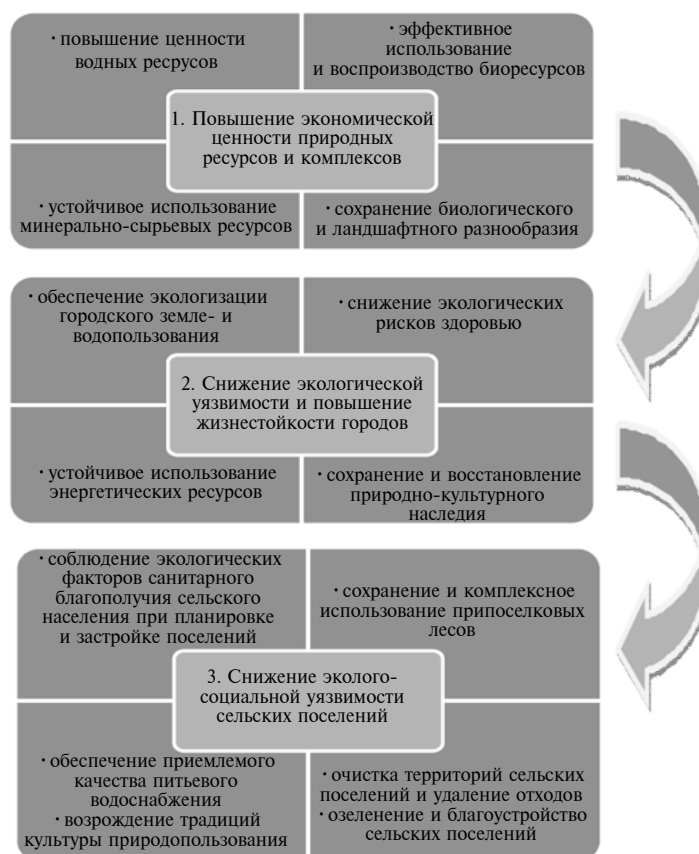 · повышение ценности
водных ресрусов
· эффективное
использование
и воспроизводство биоресурсов
1. Повышение экономической
ценности природных
ресурсов и комплексов
· устойчивое использование
минерально-сырьевых ресурсов
· сохранение биологического
и ландшафтного разнообразия
· обеспечение экологизации
городского земле- и
водопользования
· снижение экологических
рисков здоровью
2. Снижение экологической
уязвимости и повышение
жизнестойкости городов
· устойчивое использование
энергетических ресурсов
· сохранение и восстановление
природно-культурного
наследия
· соблюдение экологических
факторов санитарного
благополучия сельского
населения при планировке
и застройке поселений
· сохранение и комплексное
использование припоселковых
лесов
3. Снижение эколого-
социальной уязвимости
сельских поселений
· обеспечение приемлемого
качества питьевого
водоснабжения
· возрождение традиций
культуры природопользования
· очистка территорий сельских
поселений и удаление отходов
· озеленение и благоустройство
сельских поселений